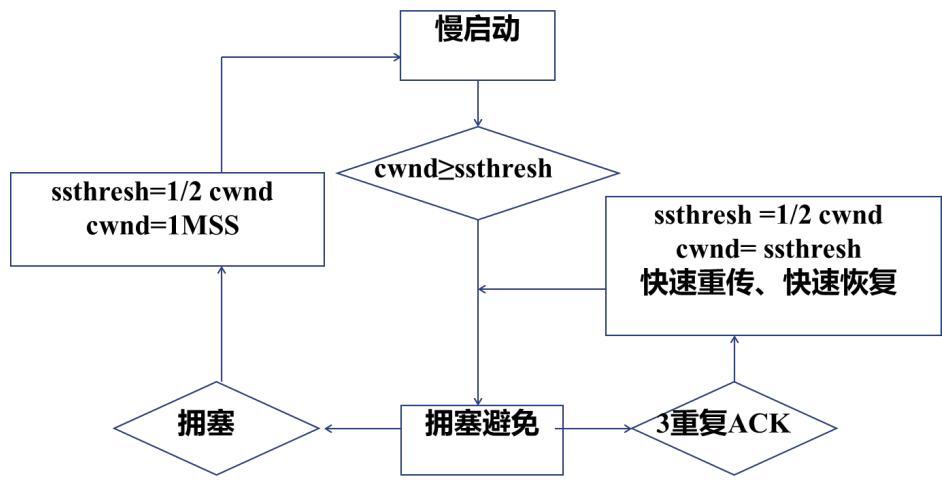 慢启动
cwnd≥ssthresh
ssthresh=1/2 cwnd
cwnd=1MSS
ssthresh =1/2 cwnd
cwnd= ssthresh
快速重传、快速恢复
拥塞
拥塞避免
3重复ACK